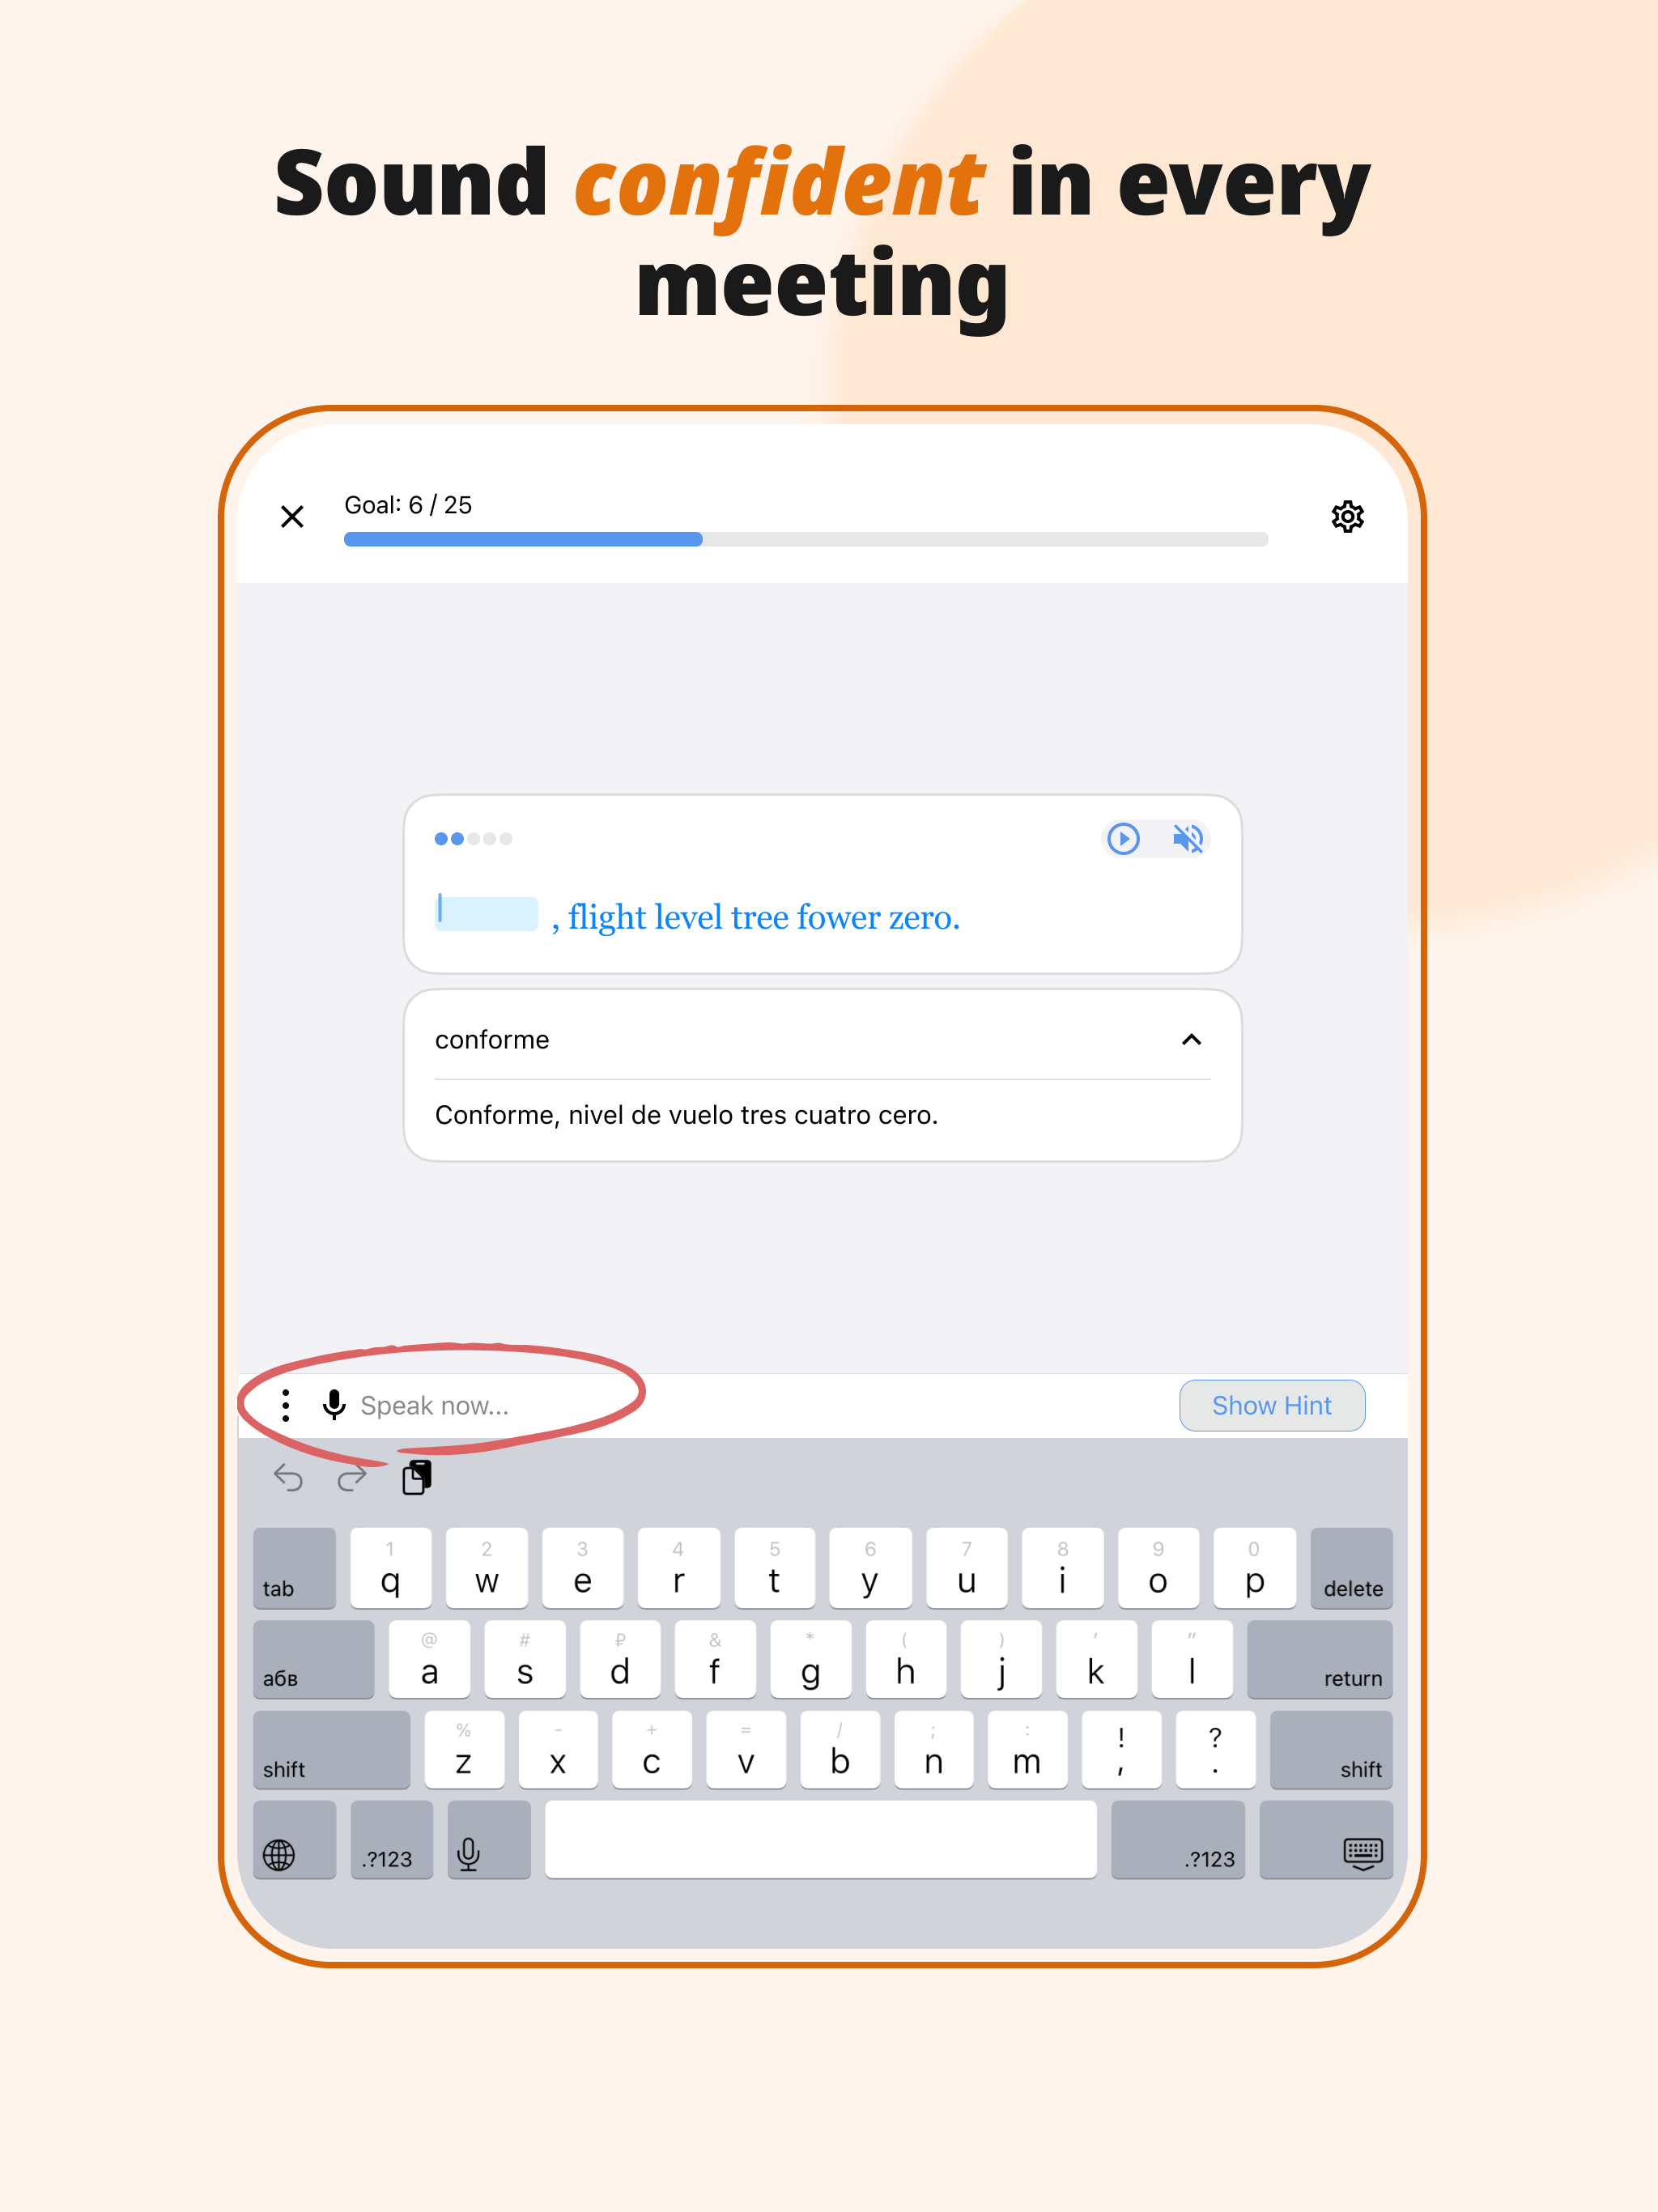 Sound confident in every
meeting
Goal: 6 / 25
, flight level tree fower zero.
conforme
Conforme, nivel de vuelo tres cuatro cero.
Speak now...
Show Hint
1 2 3 4 5 6 7 8 9 0
tab q w e r t y u i o p delete
@ # ₽ & * ( ) ' "
абв a s d f g h j k l return
% - + = / ; : ! ?
shift z x c v b n m , . shift
.?123 .?123